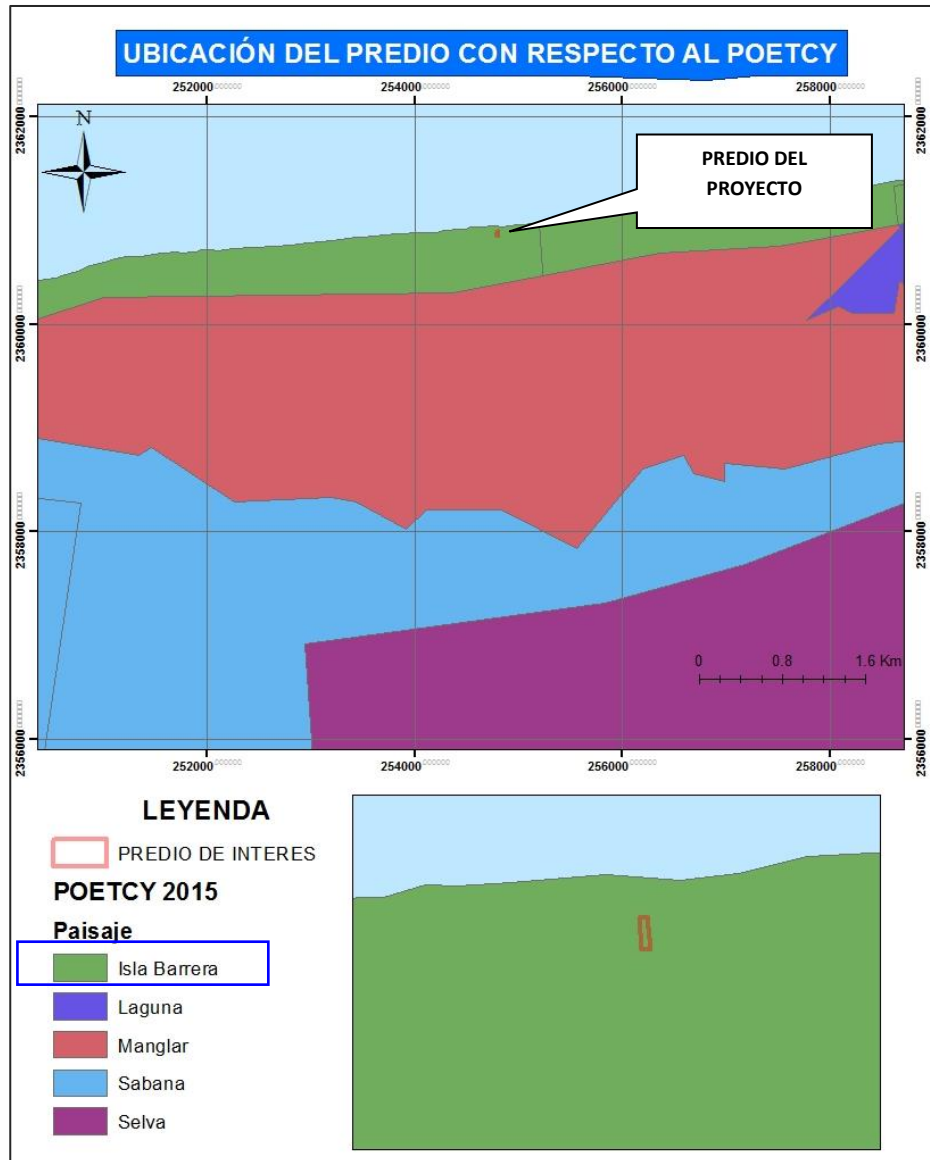 UBICACIÓN DEL PREDIO CON RESPECTO AL POETCY
252000 254000 256000 258000
2362000 2362000
N
PREDIO DEL
PROYECTO
2360000 2360000
2358000 2358000
0 0.8 1.6 Km
2356000 2356000
252000 254000 256000 258000
LEYENDA
PREDIO DE INTERES
POETCY 2015
Paisaje
Isla Barrera
Laguna
Manglar
Sabana
Selva